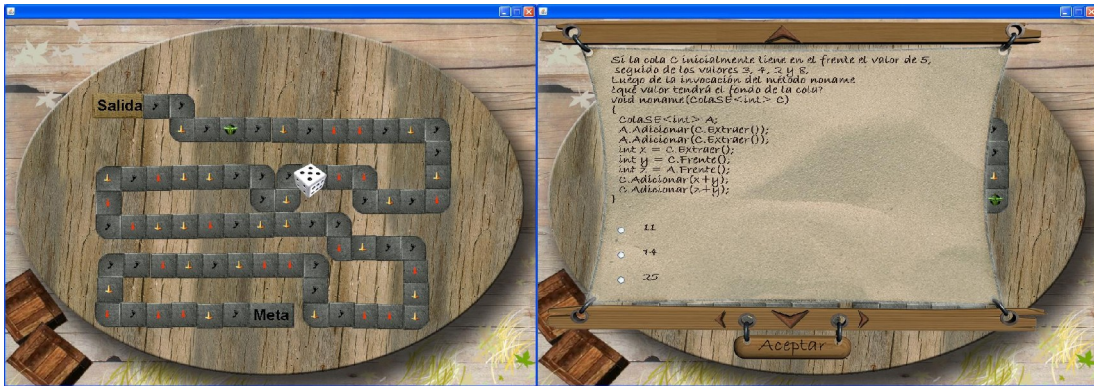 Salida
Meta
Si la cola C inicialmente tiene en el frente el valor de 5,
seguido de los valores 3, 4, 2 y 8,
Luego de la invocación del método noname
¿qué valor tendrá el fondo de la cola?
void noname(ColaSE<int> C)
{
ColaSE<int> A;
A.Adicionar(C.Extraer());
A.Adicionar(C.Extraer());
int x = C.Extraer();
int y = C.Frente();
int z = A.Frente();
C.Adicionar(x+y);
C.Adicionar(z+y);
}
11
14
25
Aceptar